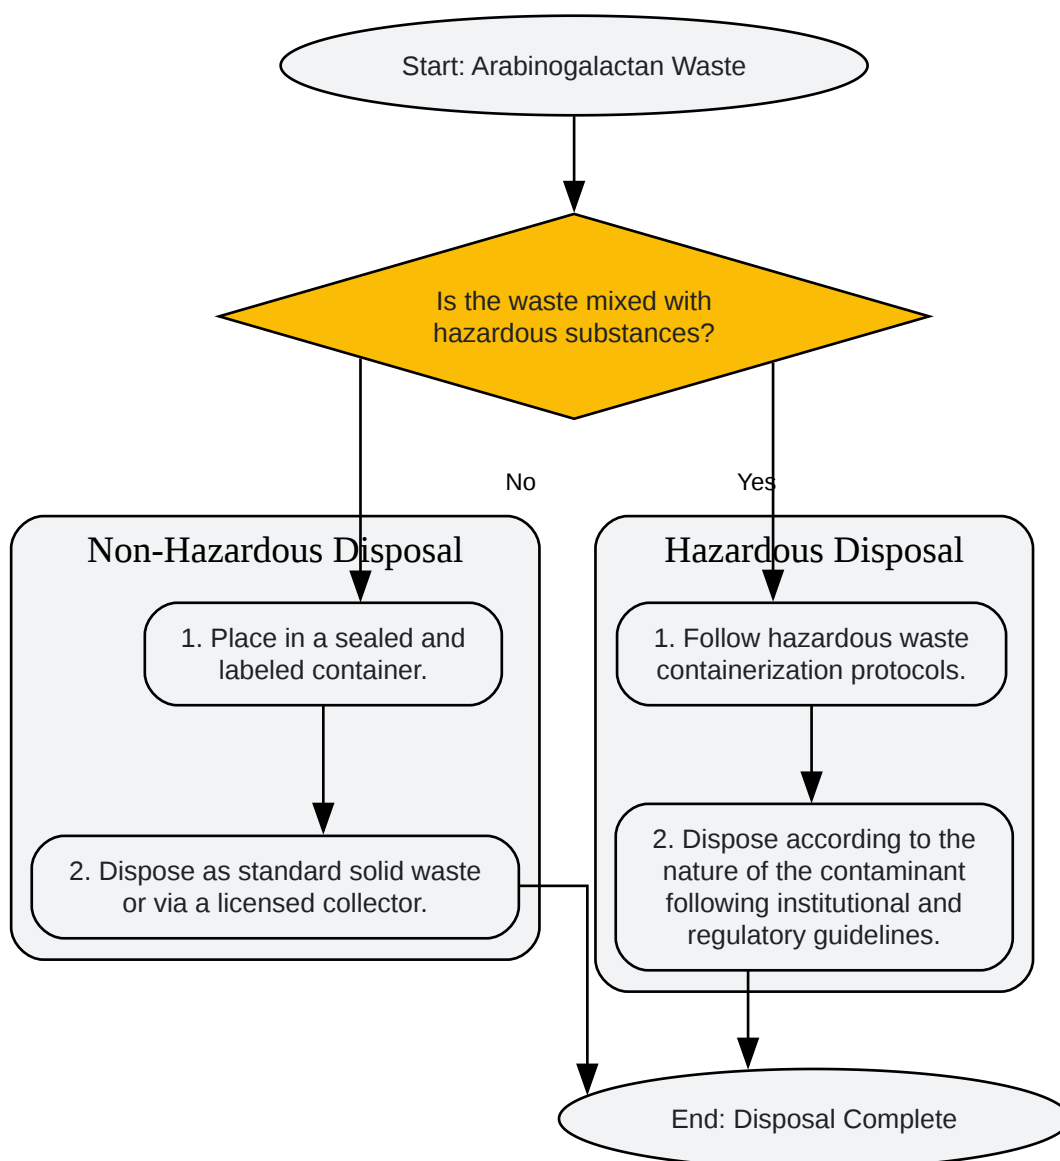 Start: Arabinogalactan Waste
Is the waste mixed with
hazardous substances?
No
Yes
Non-Hazardous Disposal
1. Place in a sealed and
labeled container.
2. Dispose as standard solid waste
or via a licensed collector.
Hazardous Disposal
1. Follow hazardous waste
containerization protocols.
2. Dispose according to the
nature of the contaminant
following institutional and
regulatory guidelines.
End: Disposal Complete